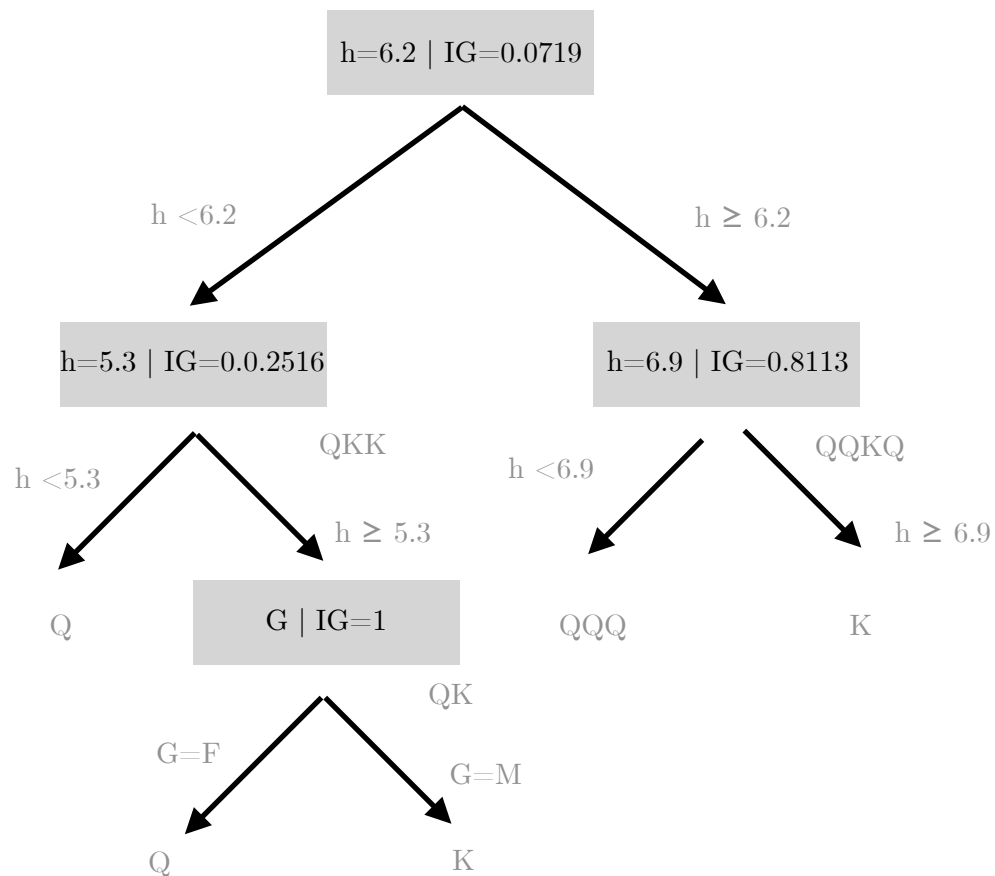 h=6.2 | IG=0.0719
h <6.2
h ≥ 6.2
h=5.3 | IG=0.0.2516
h=6.9 | IG=0.8113
QKK
QQKQ
h <5.3
h <6.9
h ≥ 5.3
h ≥ 6.9
Q
G | IG=1
QQQ
K
QK
G=F
G=M
Q
K